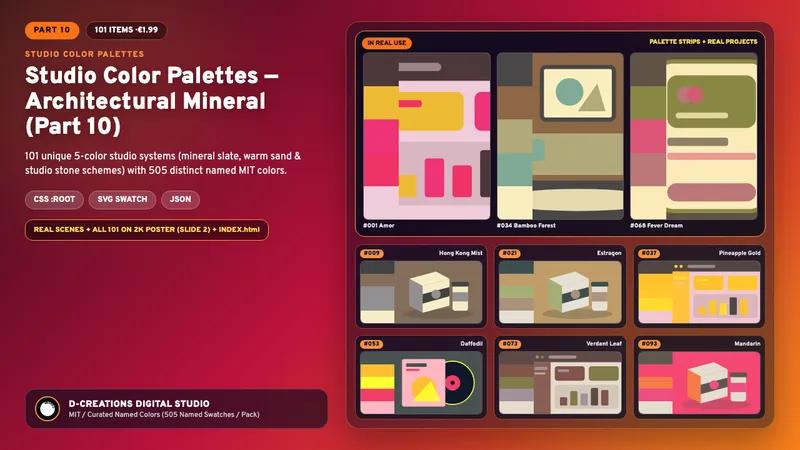 PART 10
101 ITEMS · €1.99
STUDIO COLOR PALETTES
Studio Color Palettes —
Architectural Mineral
(Part 10)
101 unique 5-color studio systems (mineral slate, warm sand &
studio stone schemes) with 505 distinct named MIT colors.
CSS :ROOT
SVG SWATCH
JSON
REAL SCENES + ALL 101 ON 2K POSTER (SLIDE 2) + INDEX.html
D-CREATIONS DIGITAL STUDIO
MIT / Curated Named Colors (505 Named Swatches / Pack)
IN REAL USE
PALETTE STRIPS + REAL PROJECTS
#001 Amor
#034 Bamboo Forest
#068 Fever Dream
#009
Hong Kong Mist
#021
Estragon
#037
Pineapple Gold
#053
Daffodil
#073
Verdant Leaf
#093
Mandarin